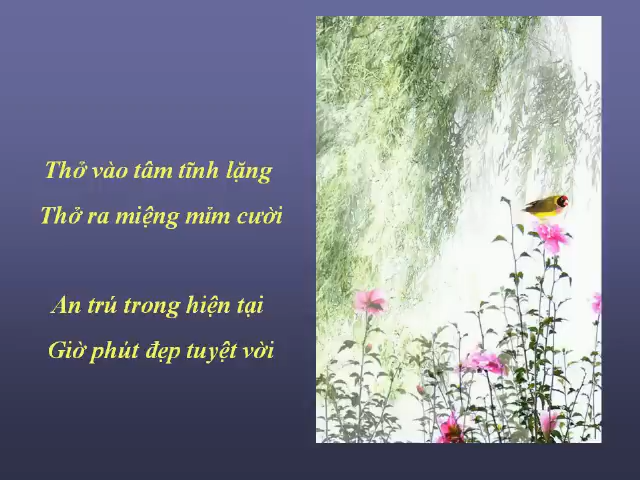 Thở vào tâm tĩnh lặng
Thở ra miệng mỉm cười
An trú trong hiện tại
Giờ phút đẹp tuyệt vời